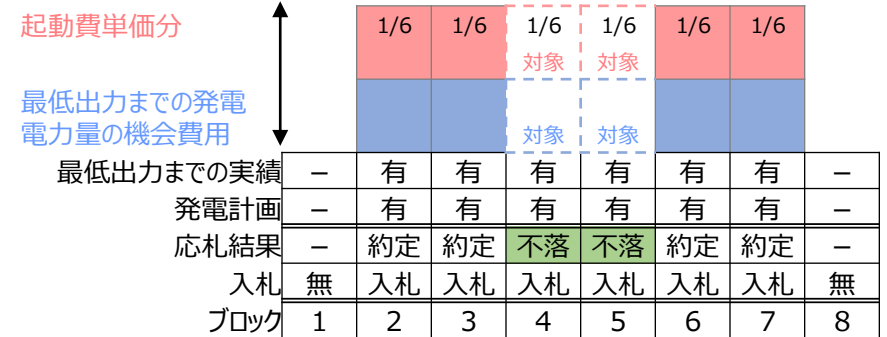 起動費単価分 1/6 1/6 1/6 1/6 1/6 1/6
対象 対象
最低出力までの発電
電力量の機会費用 対象 対象
最低出力までの実績 － 有 有 有 有 有 有 －
発電計画 － 有 有 有 有 有 有 －
応札結果 － 約定 約定 不落 不落 約定 約定 －
入札 無 入札 入札 入札 入札 入札 入札 無
ブロック 1 2 3 4 5 6 7 8